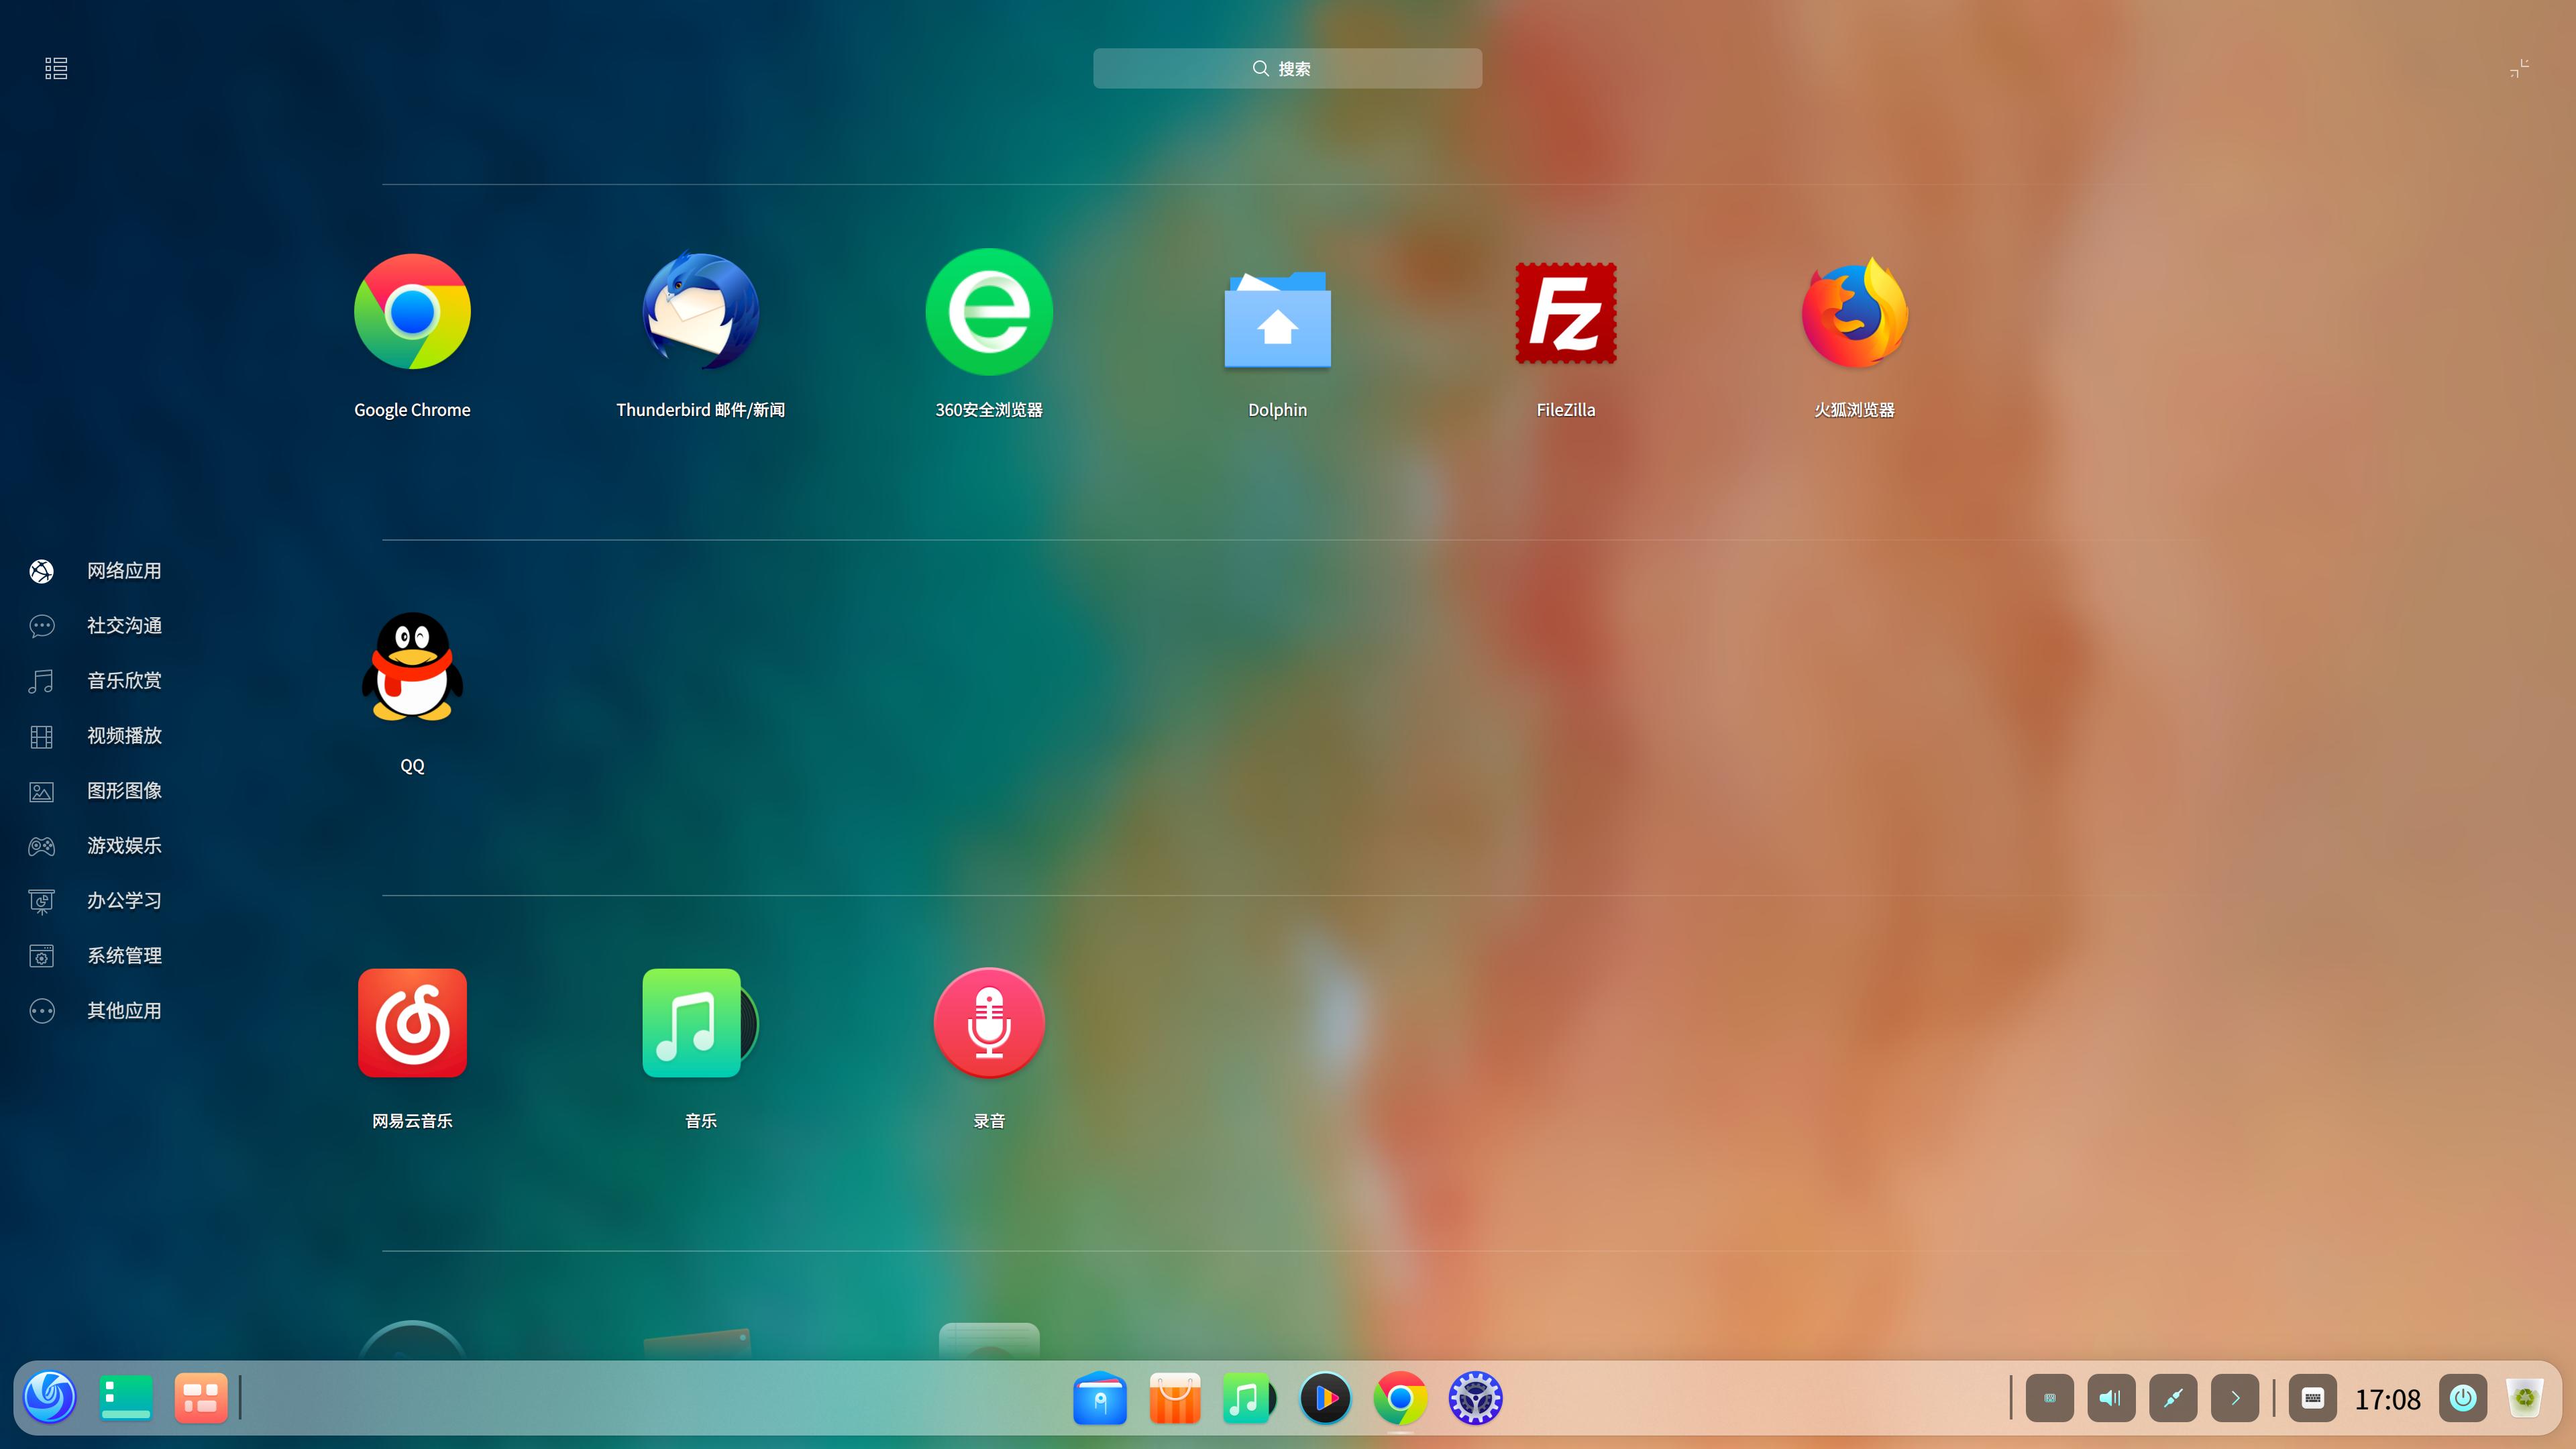 搜索
Google Chrome
Thunderbird 邮件/新闻
360安全浏览器
Dolphin
FileZilla
火狐浏览器
网络应用
社交沟通
音乐欣赏
视频播放
图形图像
游戏娱乐
办公学习
系统管理
其他应用
QQ
网易云音乐
音乐
录音
17:08